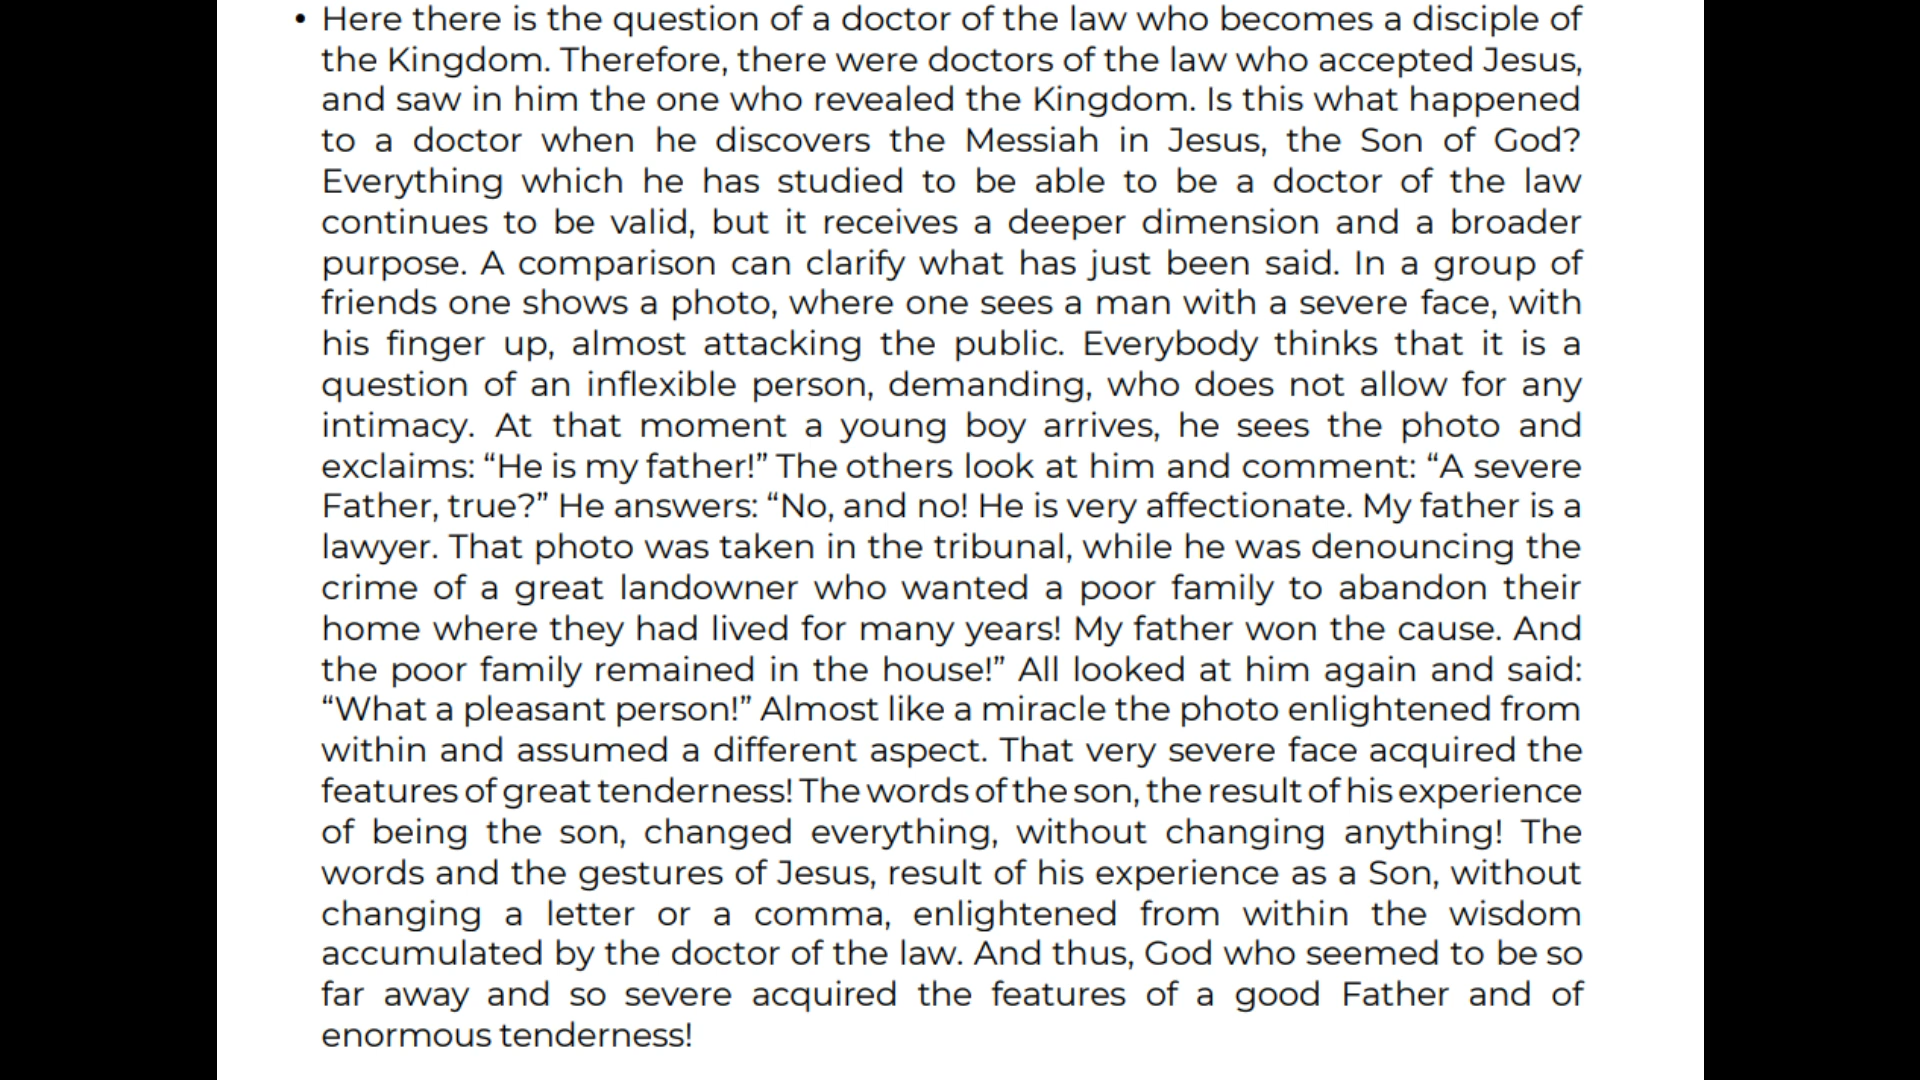 • Here there is the question of a doctor of the law who becomes a disciple of
the Kingdom. Therefore, there were doctors of the law who accepted Jesus,
and saw in him the one who revealed the Kingdom. Is this what happened
to a doctor when he discovers the Messiah in Jesus, the Son of God?
Everything which he has studied to be able to be a doctor of the law
continues to be valid, but it receives a deeper dimension and a broader
purpose. A comparison can clarify what has just been said. In a group of
friends one shows a photo, where one sees a man with a severe face, with
his finger up, almost attacking the public. Everybody thinks that it is a
question of an inflexible person, demanding, who does not allow for any
intimacy. At that moment a young boy arrives, he sees the photo and
exclaims: “He is my father!” The others look at him and comment: “A severe
Father, true?” He answers: “No, and no! He is very affectionate. My father is a
lawyer. That photo was taken in the tribunal, while he was denouncing the
crime of a great landowner who wanted a poor family to abandon their
home where they had lived for many years! My father won the cause. And
the poor family remained in the house!” All looked at him again and said:
“What a pleasant person!” Almost like a miracle the photo enlightened from
within and assumed a different aspect. That very severe face acquired the
features of great tenderness! The words of the son, the result of his experience
of being the son, changed everything, without changing anything! The
words and the gestures of Jesus, result of his experience as a Son, without
changing a letter or a comma, enlightened from within the wisdom
accumulated by the doctor of the law. And thus, God who seemed to be so
far away and so severe acquired the features of a good Father and of
enormous tenderness!